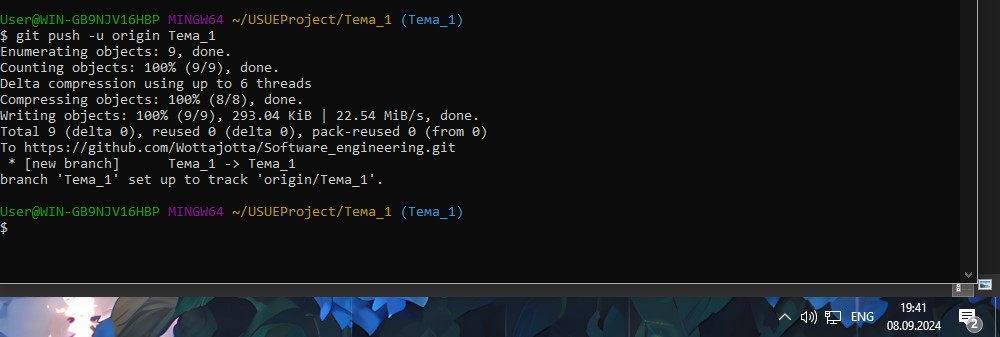 User@WIN-GB9NJV16HBP MINGW64 ~/USUEProject/Тема_1 (Тема_1)
$ git push -u origin Тема_1
Enumerating objects: 9, done.
Counting objects: 100% (9/9), done.
Delta compression using up to 6 threads
Compressing objects: 100% (8/8), done.
Writing objects: 100% (9/9), 293.04 KiB | 22.54 MiB/s, done.
Total 9 (delta 0), reused 0 (delta 0), pack-reused 0 (from 0)
To https://github.com/Wottajotta/Software_engineering.git
 * [new branch]      Тема_1 -> Тема_1
branch 'Тема_1' set up to track 'origin/Тема_1'.
User@WIN-GB9NJV16HBP MINGW64 ~/USUEProject/Тема_1 (Тема_1)
$
ENG
19:41
08.09.2024
2